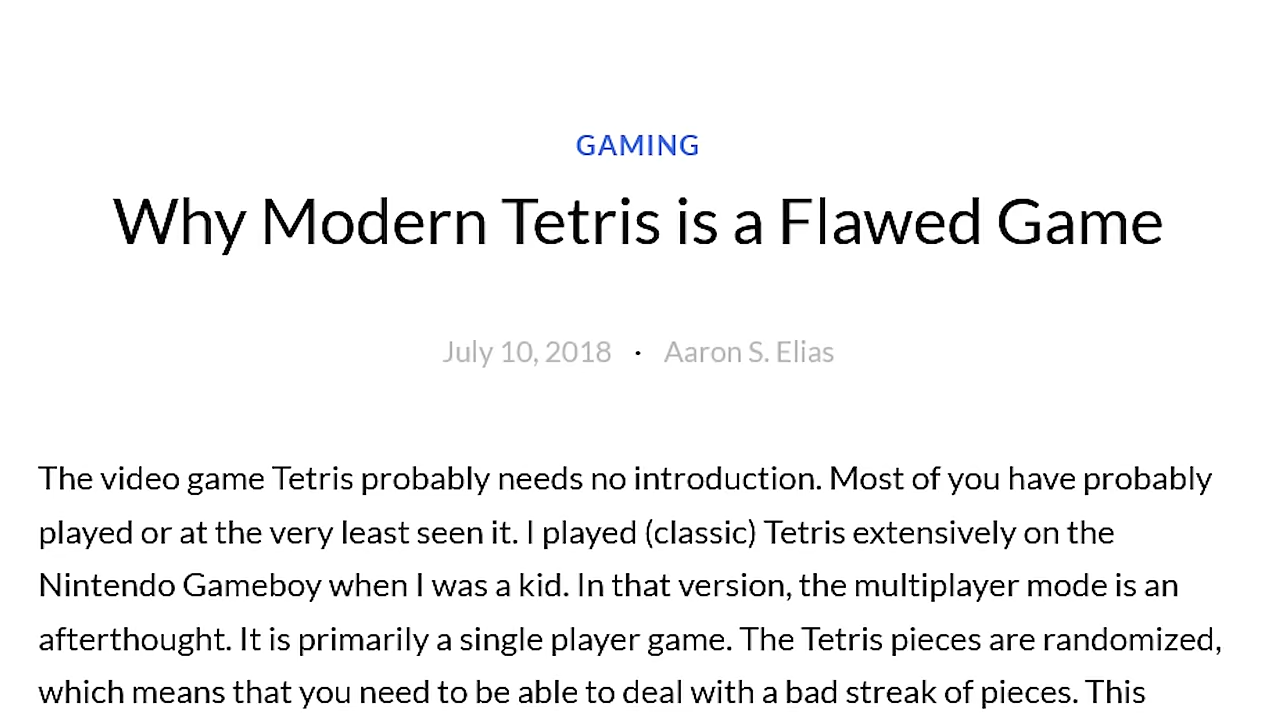 GAMING
Why Modern Tetris is a Flawed Game
July 10, 2018 · Aaron S. Elias
The video game Tetris probably needs no introduction. Most of you have probably
played or at the very least seen it. I played (classic) Tetris extensively on the
Nintendo Gameboy when I was a kid. In that version, the multiplayer mode is an
afterthought. It is primarily a single player game. The Tetris pieces are randomized,
which means that you need to be able to deal with a bad streak of pieces. This